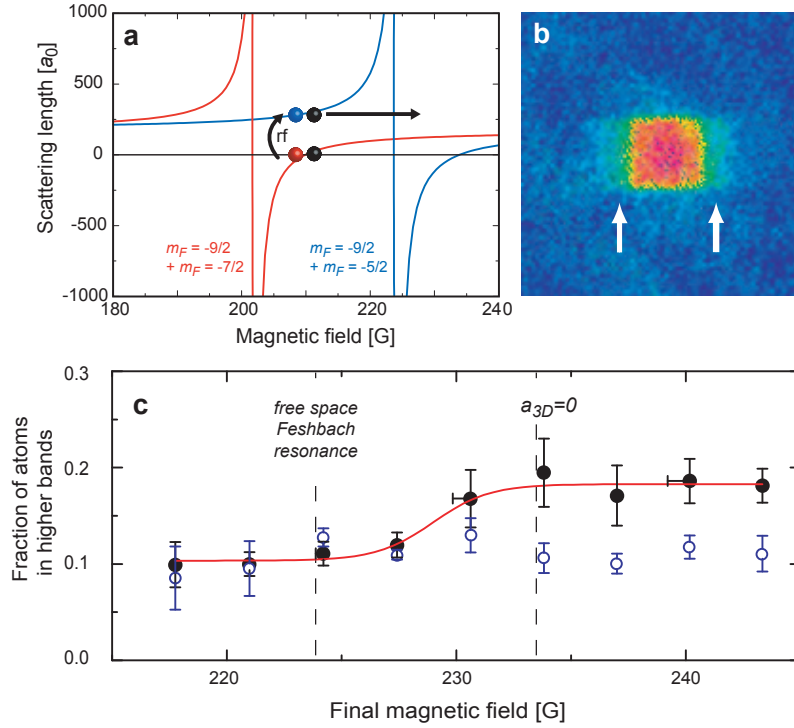 a
Scattering length [a0]
1000
500
0
-500
-1000
rf
mF = -9/2
+ mF = -7/2
mF = -9/2
+ mF = -5/2
180
200
220
240
Magnetic field [G]
b
c
Fraction of atoms
in higher bands
0.3
0.2
0.1
0.0
free space
Feshbach
resonance
a3D=0
220
230
240
Final magnetic field [G]